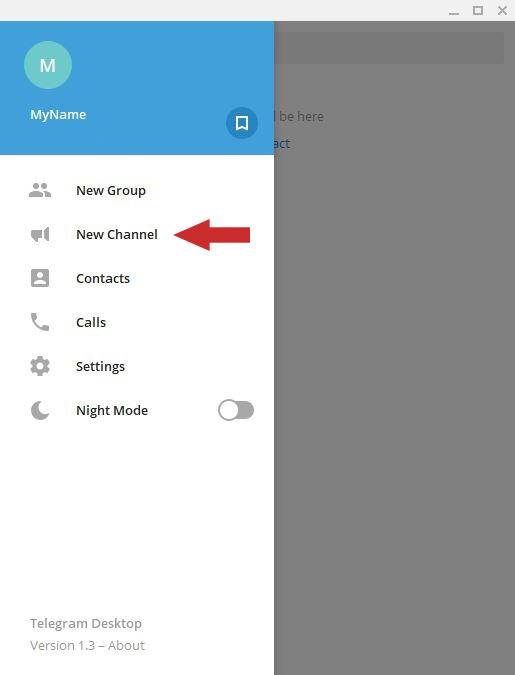 M
MyName
l be here
act
New Group
New Channel
Contacts
Calls
Settings
Night Mode
Telegram Desktop
Version 1.3 – About